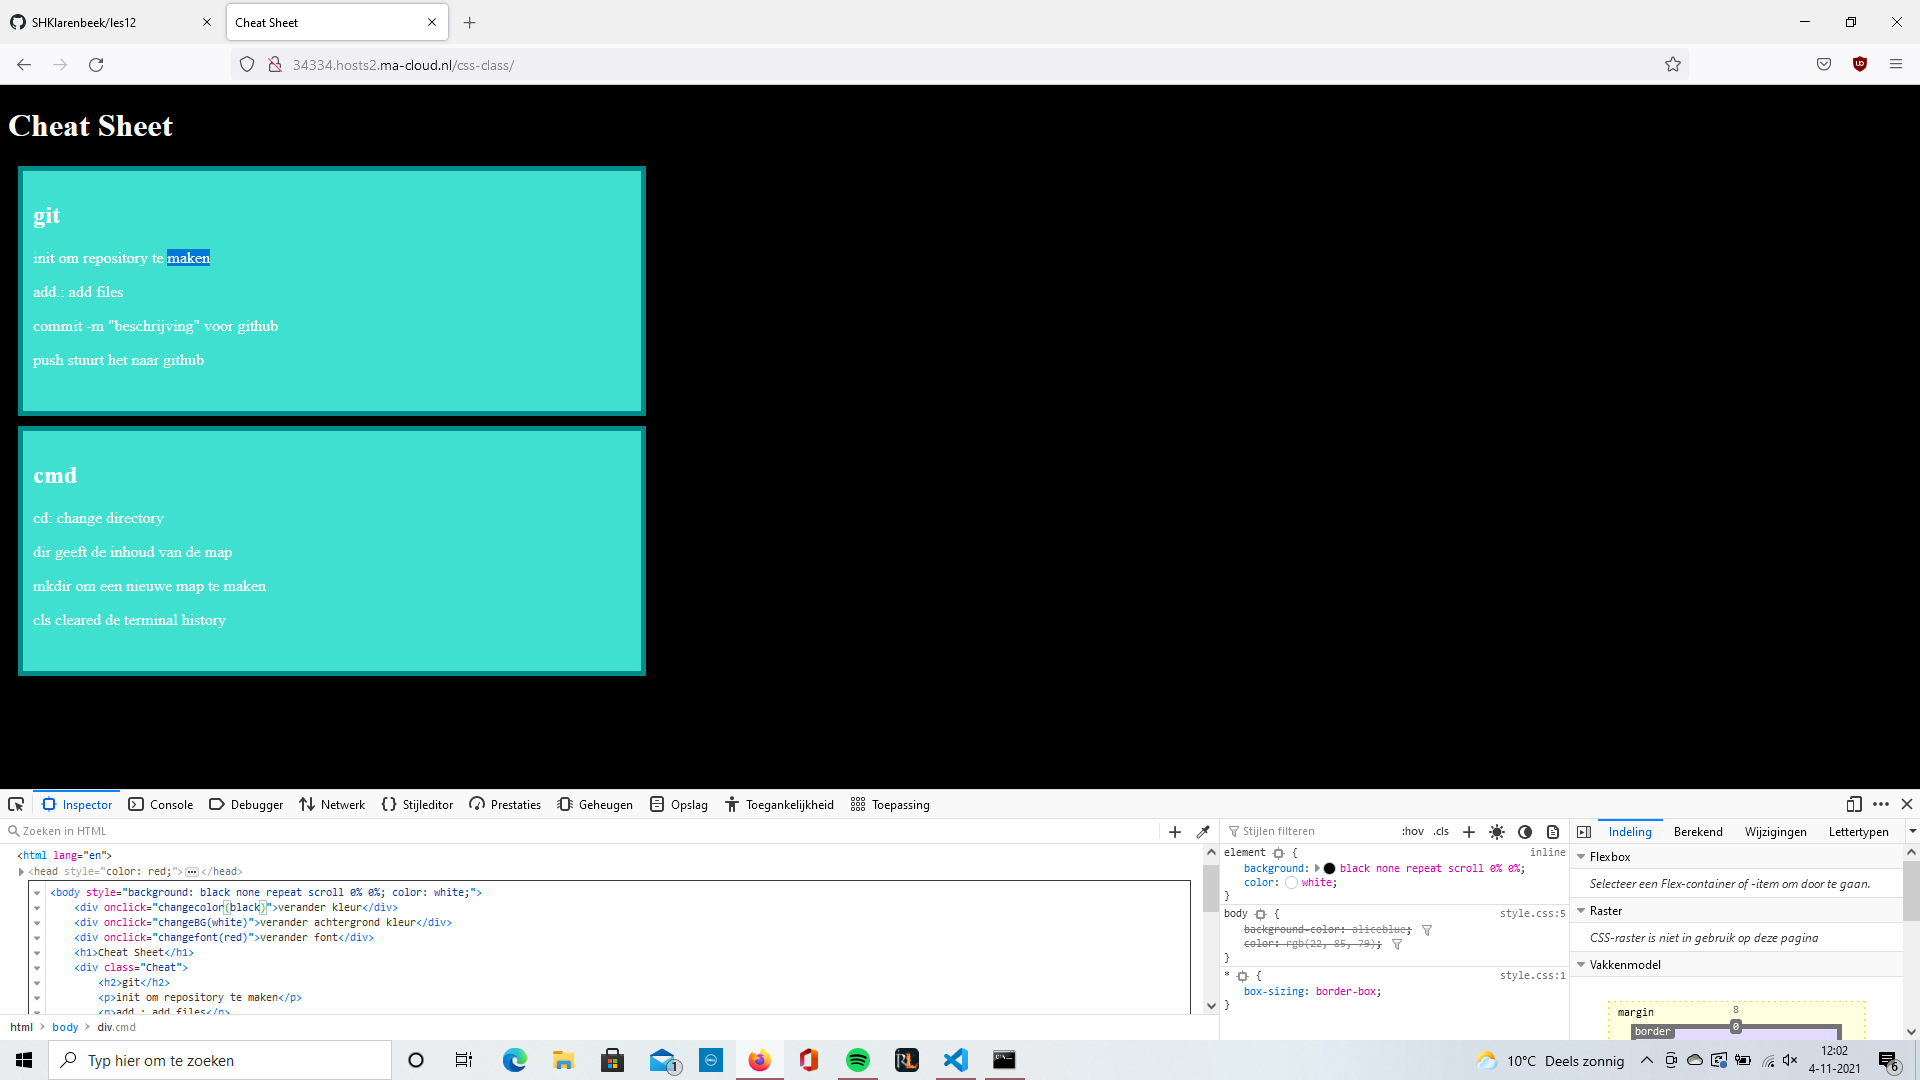 SHKlarenbeek/les12
Cheat Sheet
34334.hosts2.ma-cloud.nl/css-class/
Cheat Sheet
git
init om repository te maken
add.: add files
commit -m "beschrijving" voor github
push stuurt het naar github
cmd
cd: change directory
dir geeft de inhoud van de map
mkdir om een nieuwe map te maken
cls cleared de terminal history
Inspector Console Debugger Netwerk Stijleditor Prestaties Geheugen Opslag Toegankelijkheid Toepassing
Zoeken in HTML
<html lang="en">
<head style="color: red;"></head>
<body style="background: black none repeat scroll 0% 0%; color: white;">
<div onclick="changecolor(black)">verander kleur</div>
<div onclick="changeBG(white)">verander achtergrond kleur</div>
<div onclick="changefont(red)">verander font</div>
<h1>Cheat Sheet</h1>
<div class="Cheat">
<h2>git</h2>
<p>init om repository te maken</p>
<p>add.: add files</p>
html > body > div.cmd
Stijlen filteren :hov .cls
element { inline
background: black none repeat scroll 0% 0%;
color: white;
}
body { style.css:5
background-color: aliceblue;
color: rgb(22, 85, 79);
}
* { style.css:1
box-sizing: border-box;
}
Indeling Berekend Wijzigingen Lettertypen
Flexbox
Selecteer een Flex-container of -item om door te gaan.
Raster
CSS-raster is niet in gebruik op deze pagina
Vakkenmodel
margin 8
border 0
Typ hier om te zoeken
1
10°C Deels zonnig
12:02
4-11-2021
6